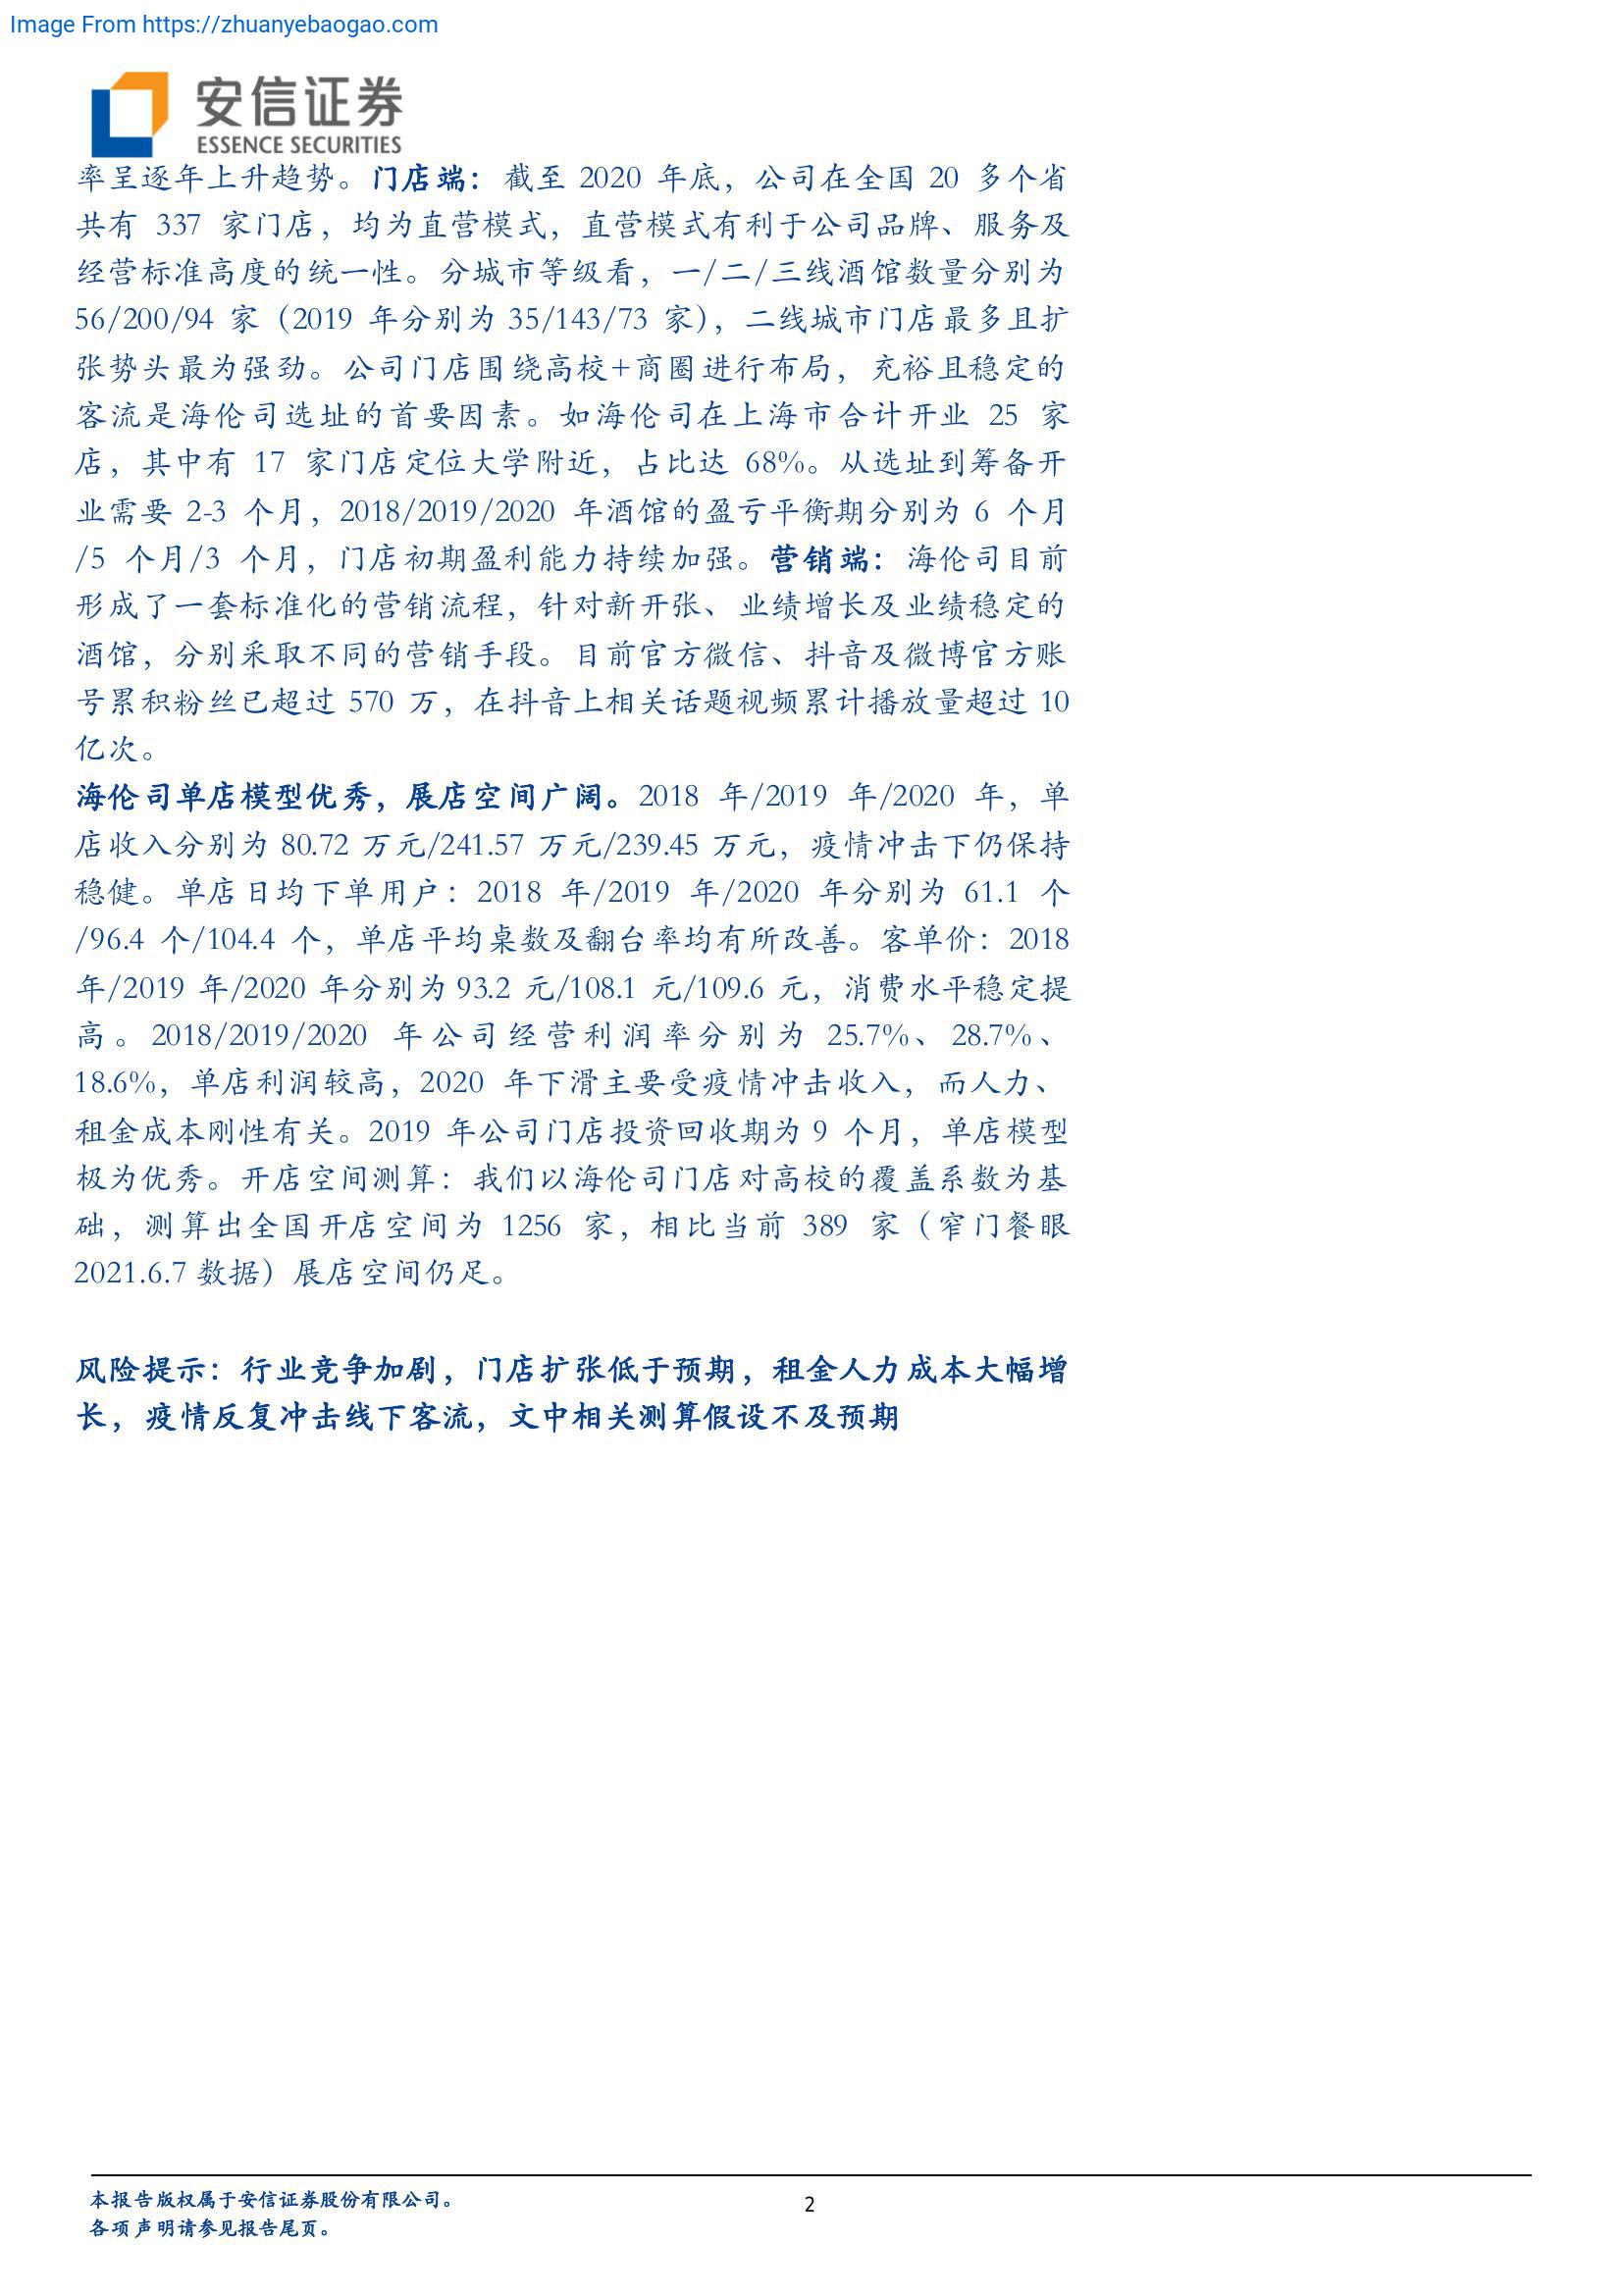 Image From https://zhuanyebaogao.com
安信证券
ESSENCE SECURITIES
率呈逐年上升趋势。门店端：截至 2020 年底，公司在全国 20 多个省
共有 337 家门店，均为直营模式，直营模式有利于公司品牌、服务及
经营标准高度的统一性。分城市等级看，一/二/三线酒馆数量分别为
56/200/94 家（2019 年分别为 35/143/73 家），二线城市门店最多且扩
张势头最为强劲。公司门店围绕高校+商圈进行布局，充裕且稳定的
客流是海伦司选址的首要因素。如海伦司在上海市合计开业 25 家
店，其中有 17 家门店定位大学附近，占比达 68%。从选址到筹备开
业需要 2-3 个月，2018/2019/2020 年酒馆的盈亏平衡期分别为 6 个月
/5 个月/3 个月，门店初期盈利能力持续加强。营销端：海伦司目前
形成了一套标准化的营销流程，针对新开张、业绩增长及业绩稳定的
酒馆，分别采取不同的营销手段。目前官方微信、抖音及微博官方账
号累积粉丝已超过 570 万，在抖音上相关话题视频累计播放量超过 10
亿次。
海伦司单店模型优秀，展店空间广阔。2018 年/2019 年/2020 年，单
店收入分别为 80.72 万元/241.57 万元/239.45 万元，疫情冲击下仍保持
稳健。单店日均下单用户：2018 年/2019 年/2020 年分别为 61.1 个
/96.4 个/104.4 个，单店平均桌数及翻台率均有所改善。客单价：2018
年/2019 年/2020 年分别为 93.2 元/108.1 元/109.6 元，消费水平稳定提
高。2018/2019/2020 年公司经营利润率分别为 25.7%、28.7%、
18.6%，单店利润较高，2020 年下滑主要受疫情冲击收入，而人力、
租金成本刚性有关。2019 年公司门店投资回收期为 9 个月，单店模型
极为优秀。开店空间测算：我们以海伦司门店对高校的覆盖系数为基
础，测算出全国开店空间为 1256 家，相比当前 389 家（窄门餐眼
2021.6.7 数据）展店空间仍足。
风险提示：行业竞争加剧，门店扩张低于预期，租金人力成本大幅增
长，疫情反复冲击线下客流，文中相关测算假设不及预期
本报告版权属于安信证券股份有限公司。
2
各项声明请参见报告尾页。